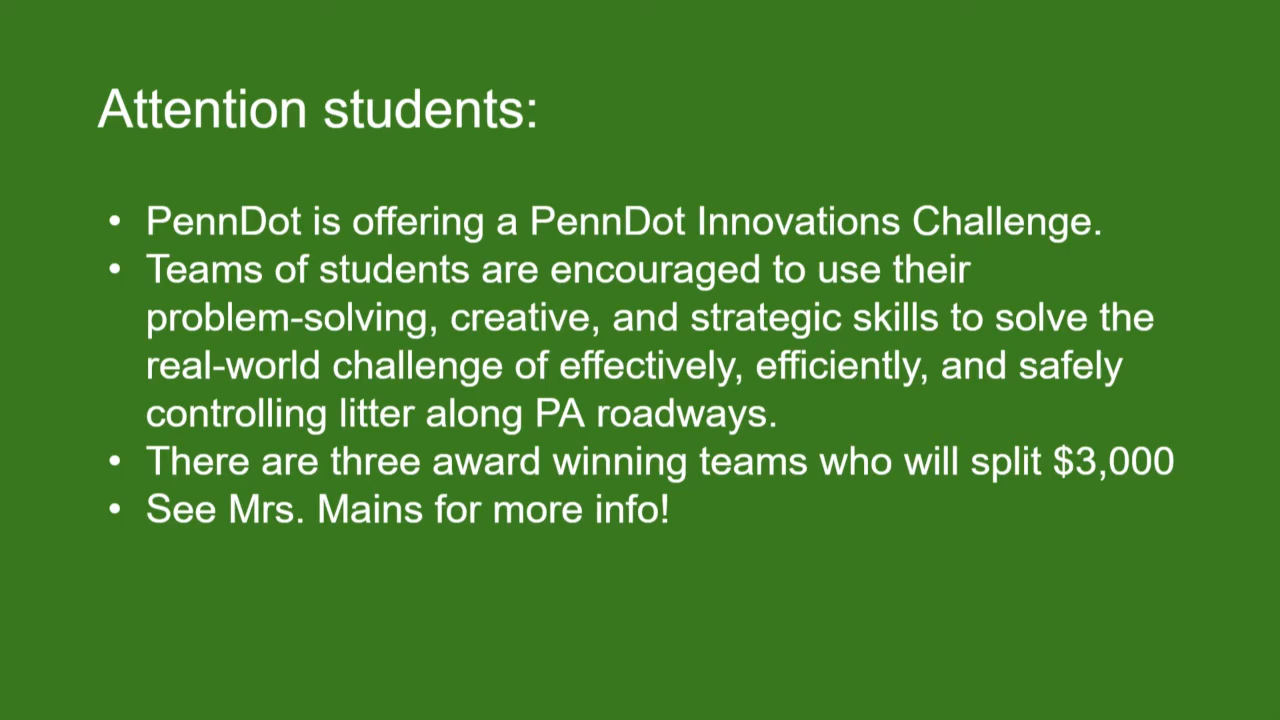 Attention students:
• PennDot is offering a PennDot Innovations Challenge.
• Teams of students are encouraged to use their
problem-solving, creative, and strategic skills to solve the
real-world challenge of effectively, efficiently, and safely
controlling litter along PA roadways.
• There are three award winning teams who will split $3,000
• See Mrs. Mains for more info!